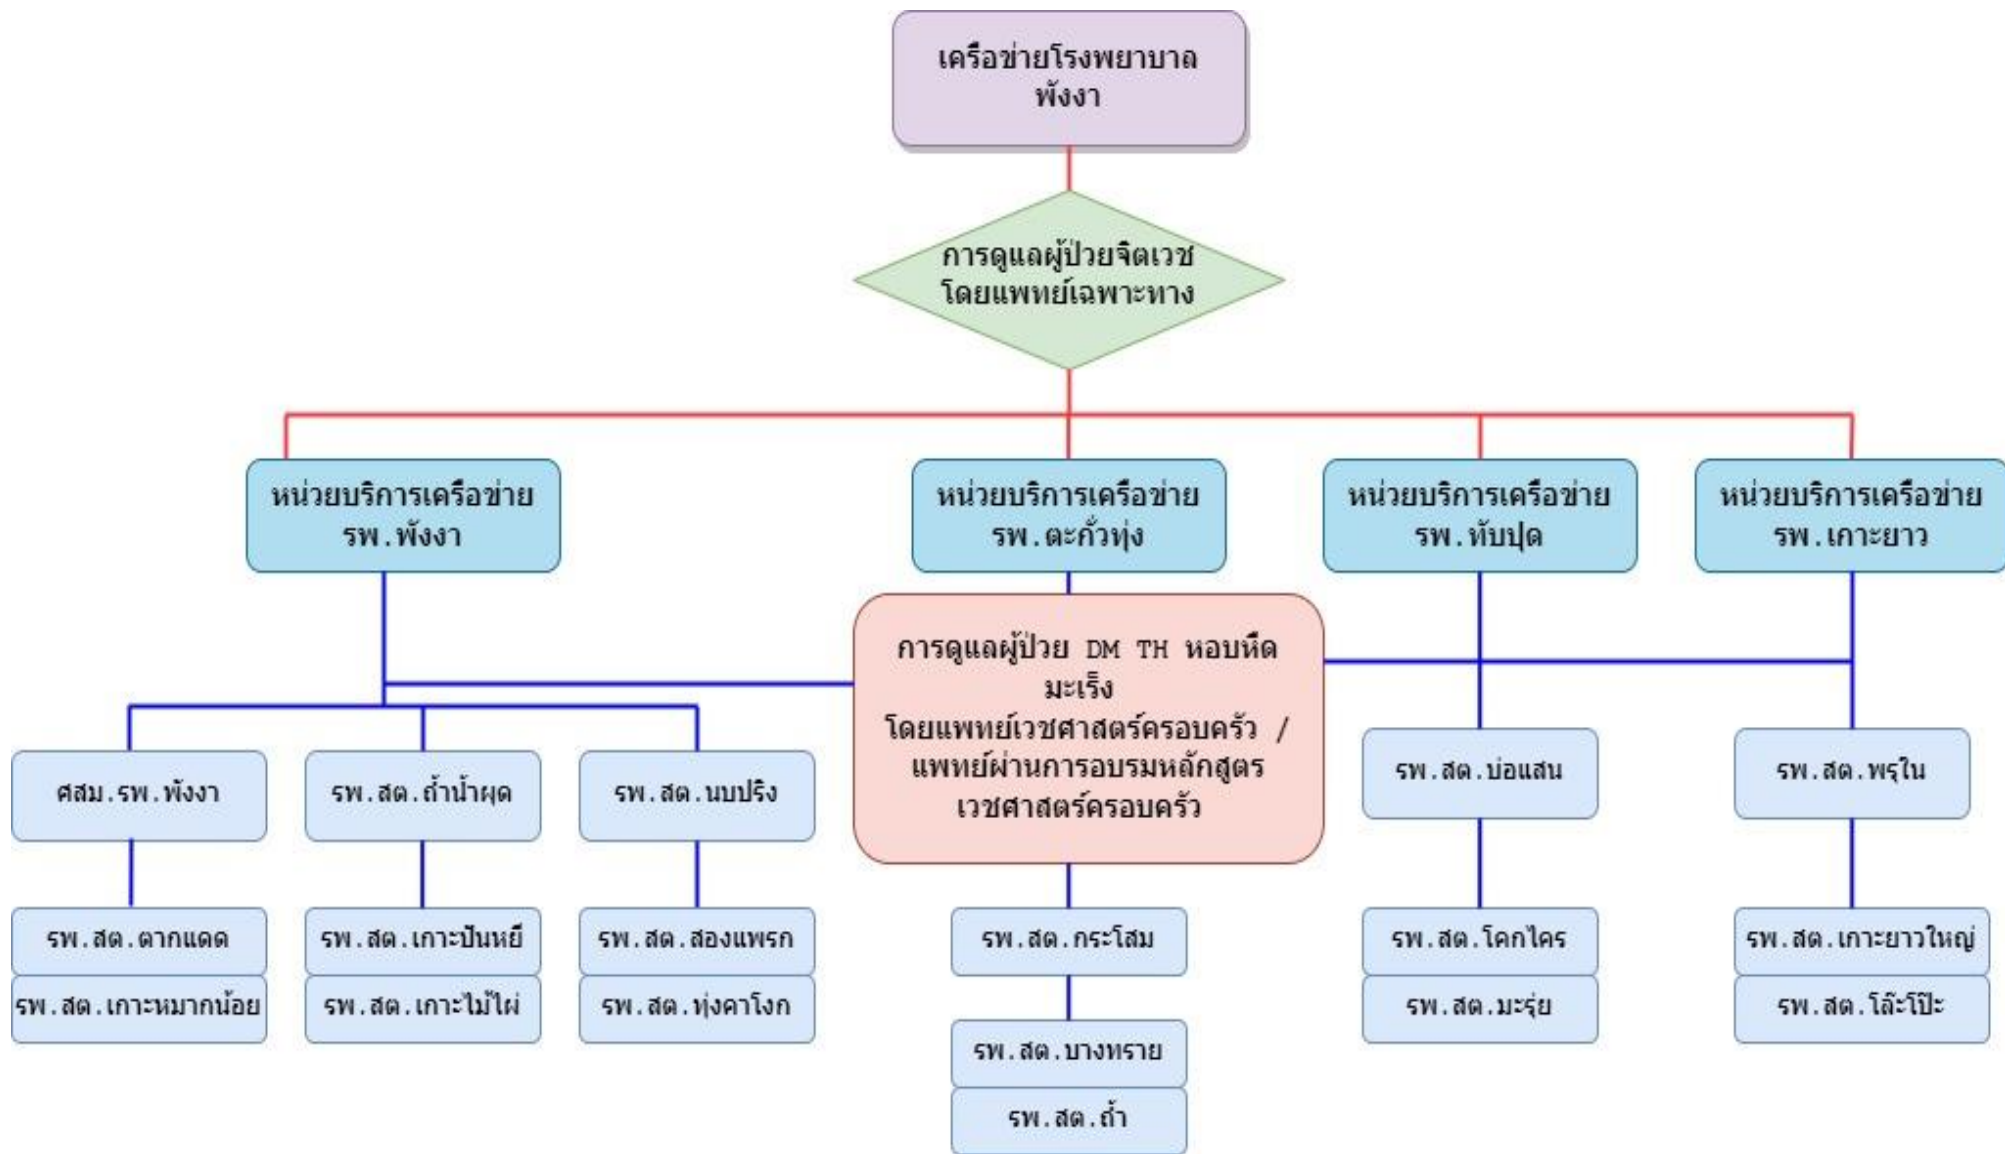 เครือข่ายโรงพยาบาล
พังงา
การดูแลผู้ป่วยจิตเวช
โดยแพทย์เฉพาะทาง
หน่วยบริการเครือข่าย
รพ.พังงา
หน่วยบริการเครือข่าย
รพ.ตะกั่วทุ่ง
หน่วยบริการเครือข่าย
รพ.ทับปุด
หน่วยบริการเครือข่าย
รพ.เกาะยาว
การดูแลผู้ป่วย DM TH หอบหืด
มะเร็ง
โดยแพทย์เวชศาสตร์ครอบครัว /
แพทย์ผ่านการอบรมหลักสูตร
เวชศาสตร์ครอบครัว
ศสม.รพ.พังงา
รพ.สต.ถ้ำน้ำผุด
รพ.สต.นบปริง
รพ.สต.บ่อแสน
รพ.สต.พรุใน
รพ.สต.ตากแดด
รพ.สต.เกาะปันหยี
รพ.สต.สองแพรก
รพ.สต.กระโสม
รพ.สต.โคกไคร
รพ.สต.เกาะยาวใหญ่
รพ.สต.เกาะหมากน้อย
รพ.สต.เกาะไม้ไผ่
รพ.สต.ทุ่งคาโงก
รพ.สต.มะรุ่ย
รพ.สต.โล๊ะโป๊ะ
รพ.สต.บางทราย
รพ.สต.ถ้ำ